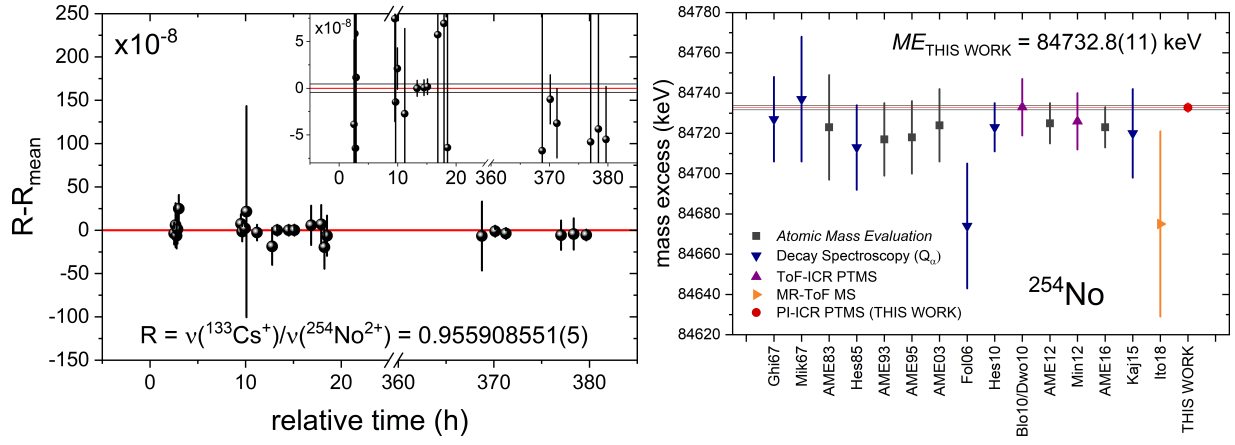 x10⁻⁸
x10⁻⁸
250
200
150
100
50
0
-50
-100
-150
R-Rmean
5
0
-5
0
10
20
360
370
380
R = ν(¹³³Cs⁺)/ν(²⁵⁴No²⁺) = 0.955908551(5)
0
10
20
360
370
380
relative time (h)
84760
84740
84720
84700
84680
84660
84640
84620
mass excess (keV)
METHIS WORK = 84732.8(11) keV
Atomic Mass Evaluation
Decay Spectroscopy (Qα)
ToF-ICR PTMS
MR-ToF MS
PI-ICR PTMS (THIS WORK)
²⁵⁴No
Ghi67
Mik67
AME83
Hes85
AME93
AME95
AME03
Fol06
Hes10
Blo10/Dwo10
AME12
Min12
AME16
Kaj15
Ito18
THIS WORK